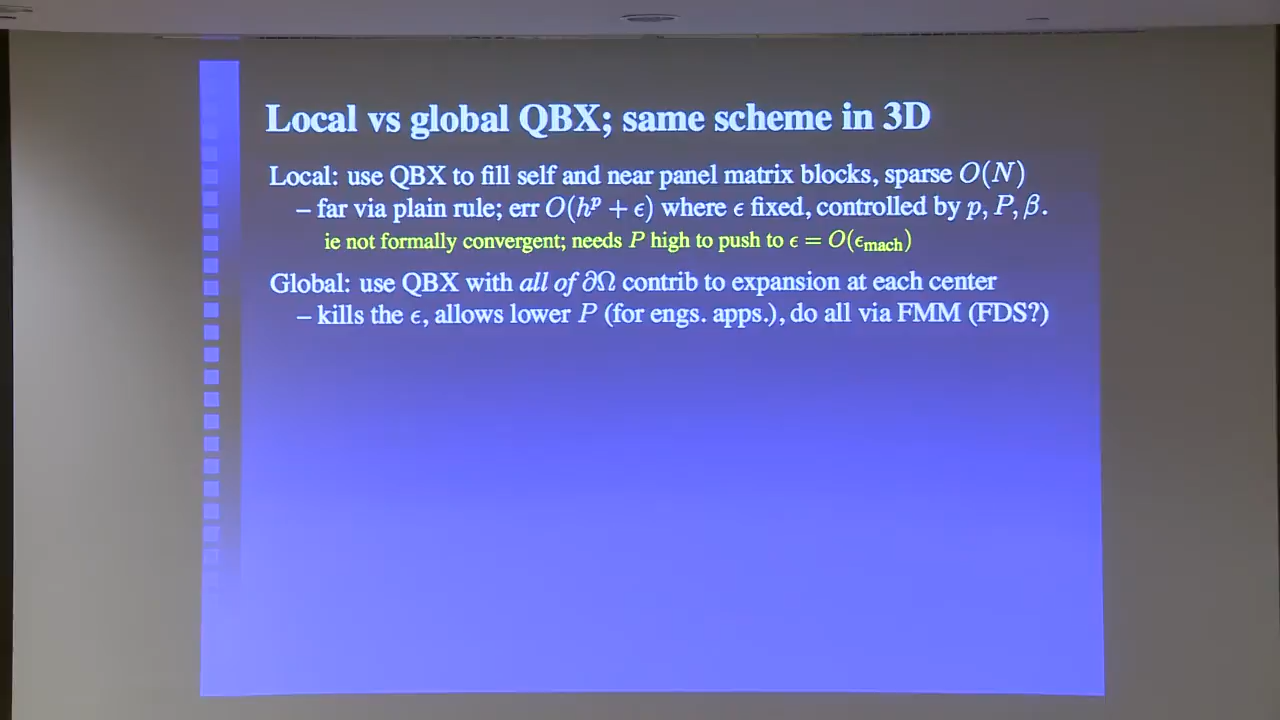 Local vs global QBX; same scheme in 3D
Local: use QBX to fill self and near panel matrix blocks, sparse O(N)
– far via plain rule; err O(h^p + ϵ) where ϵ fixed, controlled by p, P, β.
ie not formally convergent; needs P high to push to ϵ = O(ϵ_mach)
Global: use QBX with all of ∂Ω contrib to expansion at each center
– kills the ϵ, allows lower P (for engs. apps.), do all via FMM (FDS?)